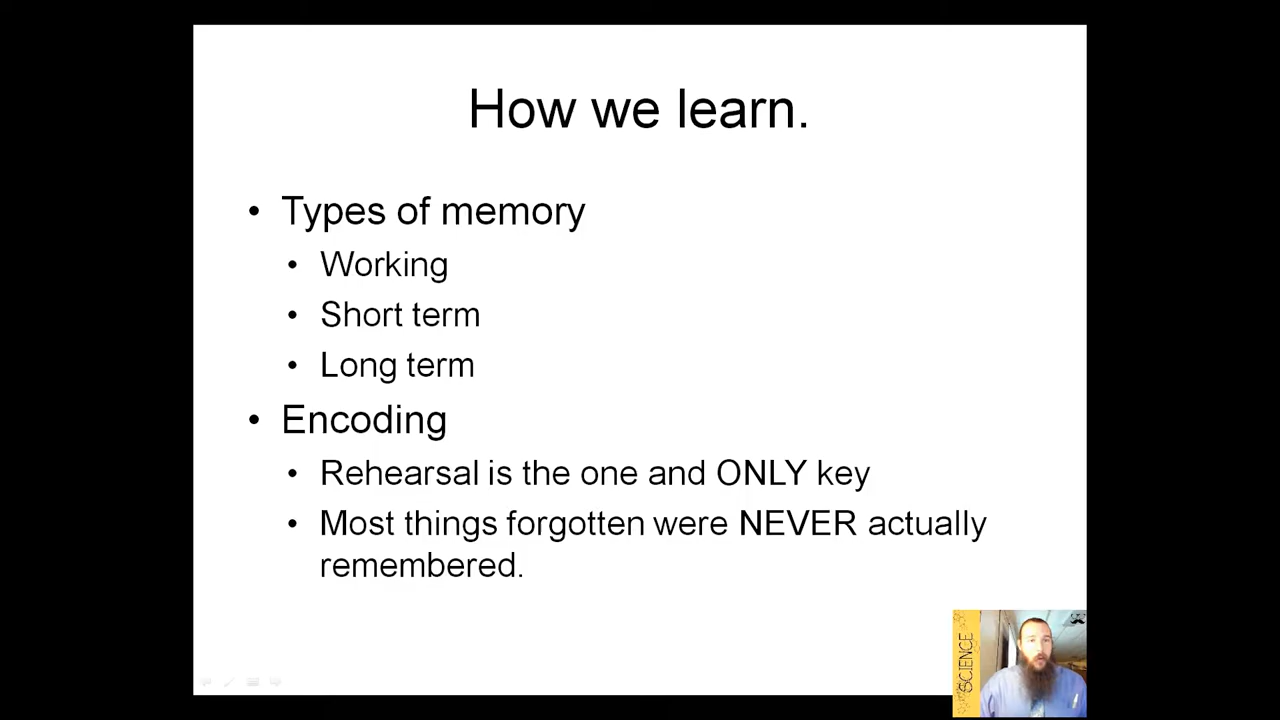 How we learn.
• Types of memory
• Working
• Short term
• Long term
• Encoding
• Rehearsal is the one and ONLY key
• Most things forgotten were NEVER actually
remembered.
SCIENCE